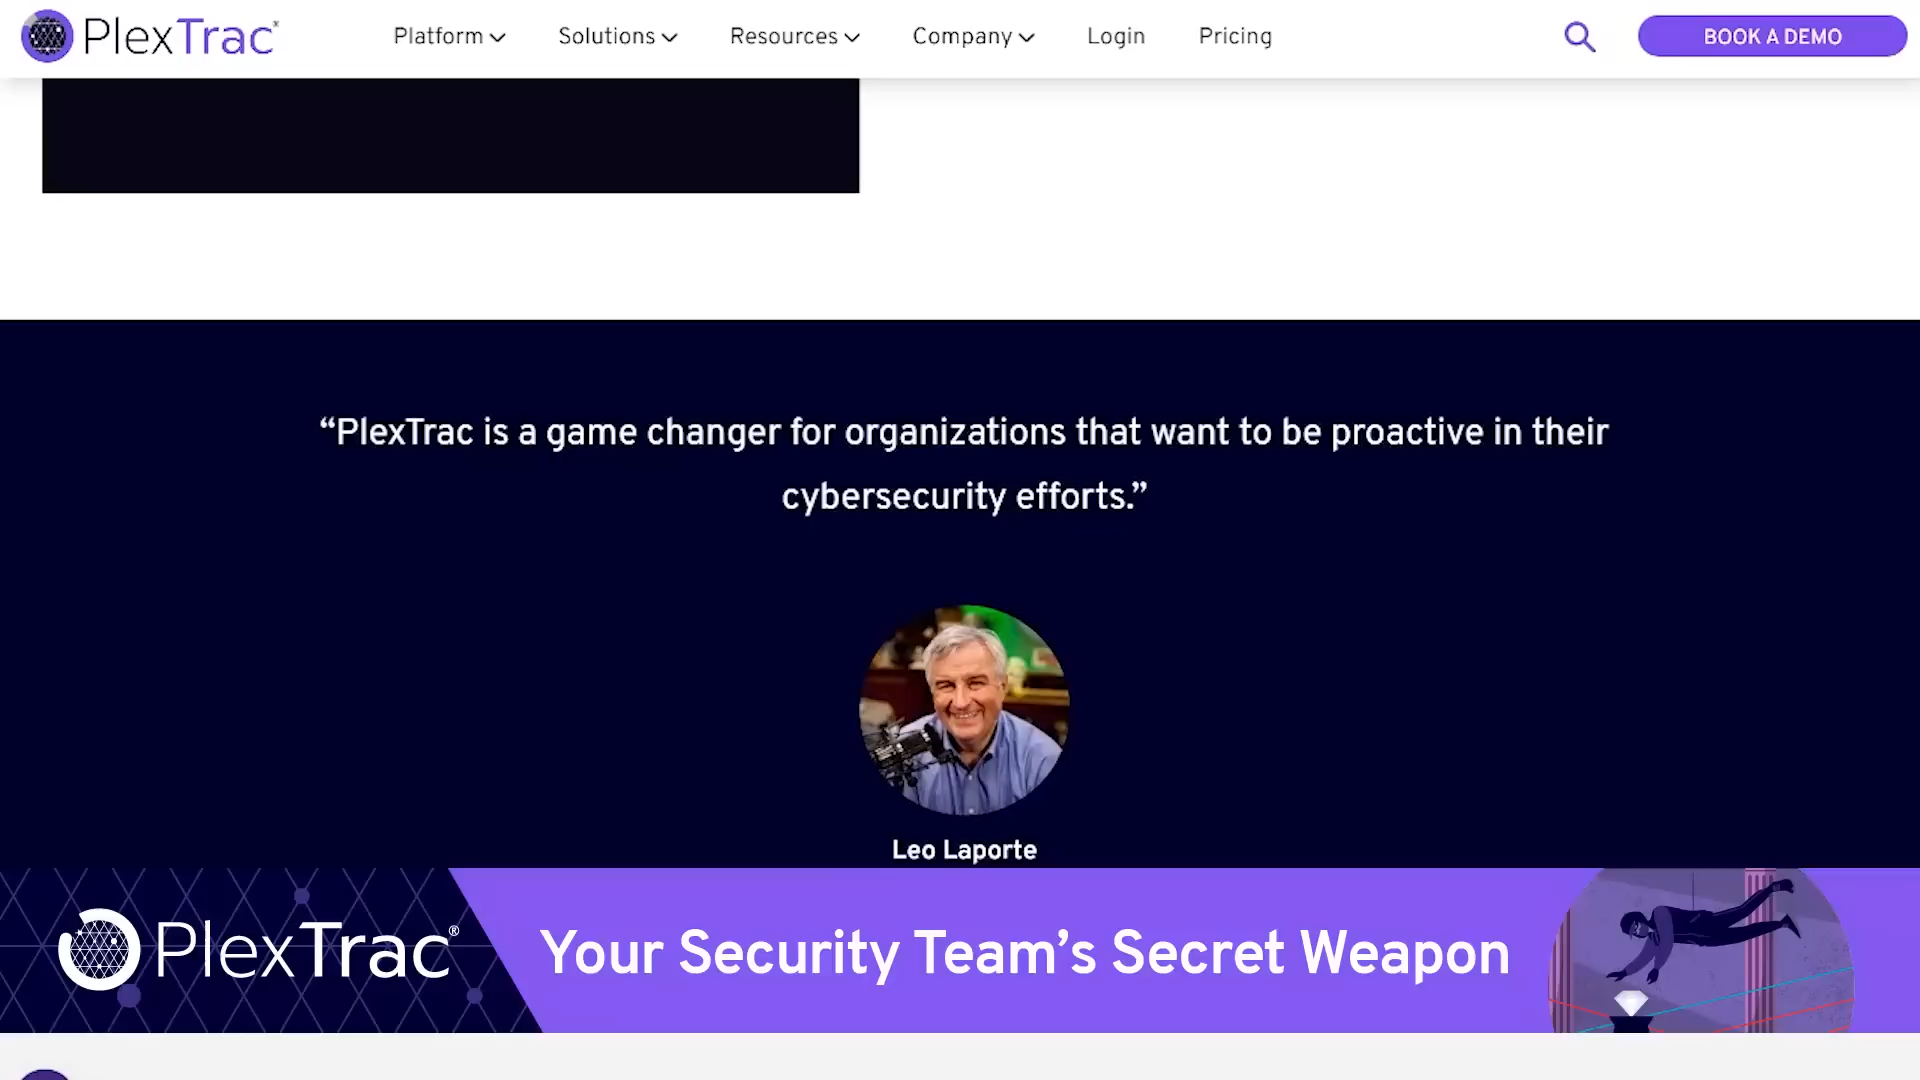 PlexTrac
Platform
Solutions
Resources
Company
Login
Pricing
BOOK A DEMO
“PlexTrac is a game changer for organizations that want to be proactive in their
cybersecurity efforts.”
Leo Laporte
PlexTrac®
Your Security Team’s Secret Weapon